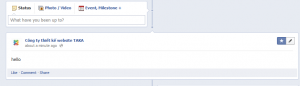 Status Photo / Video Event, Milestone +
What have you been up to?
Công ty thiết kế website TARA
about a minute ago
hello
Like · Comment · Share